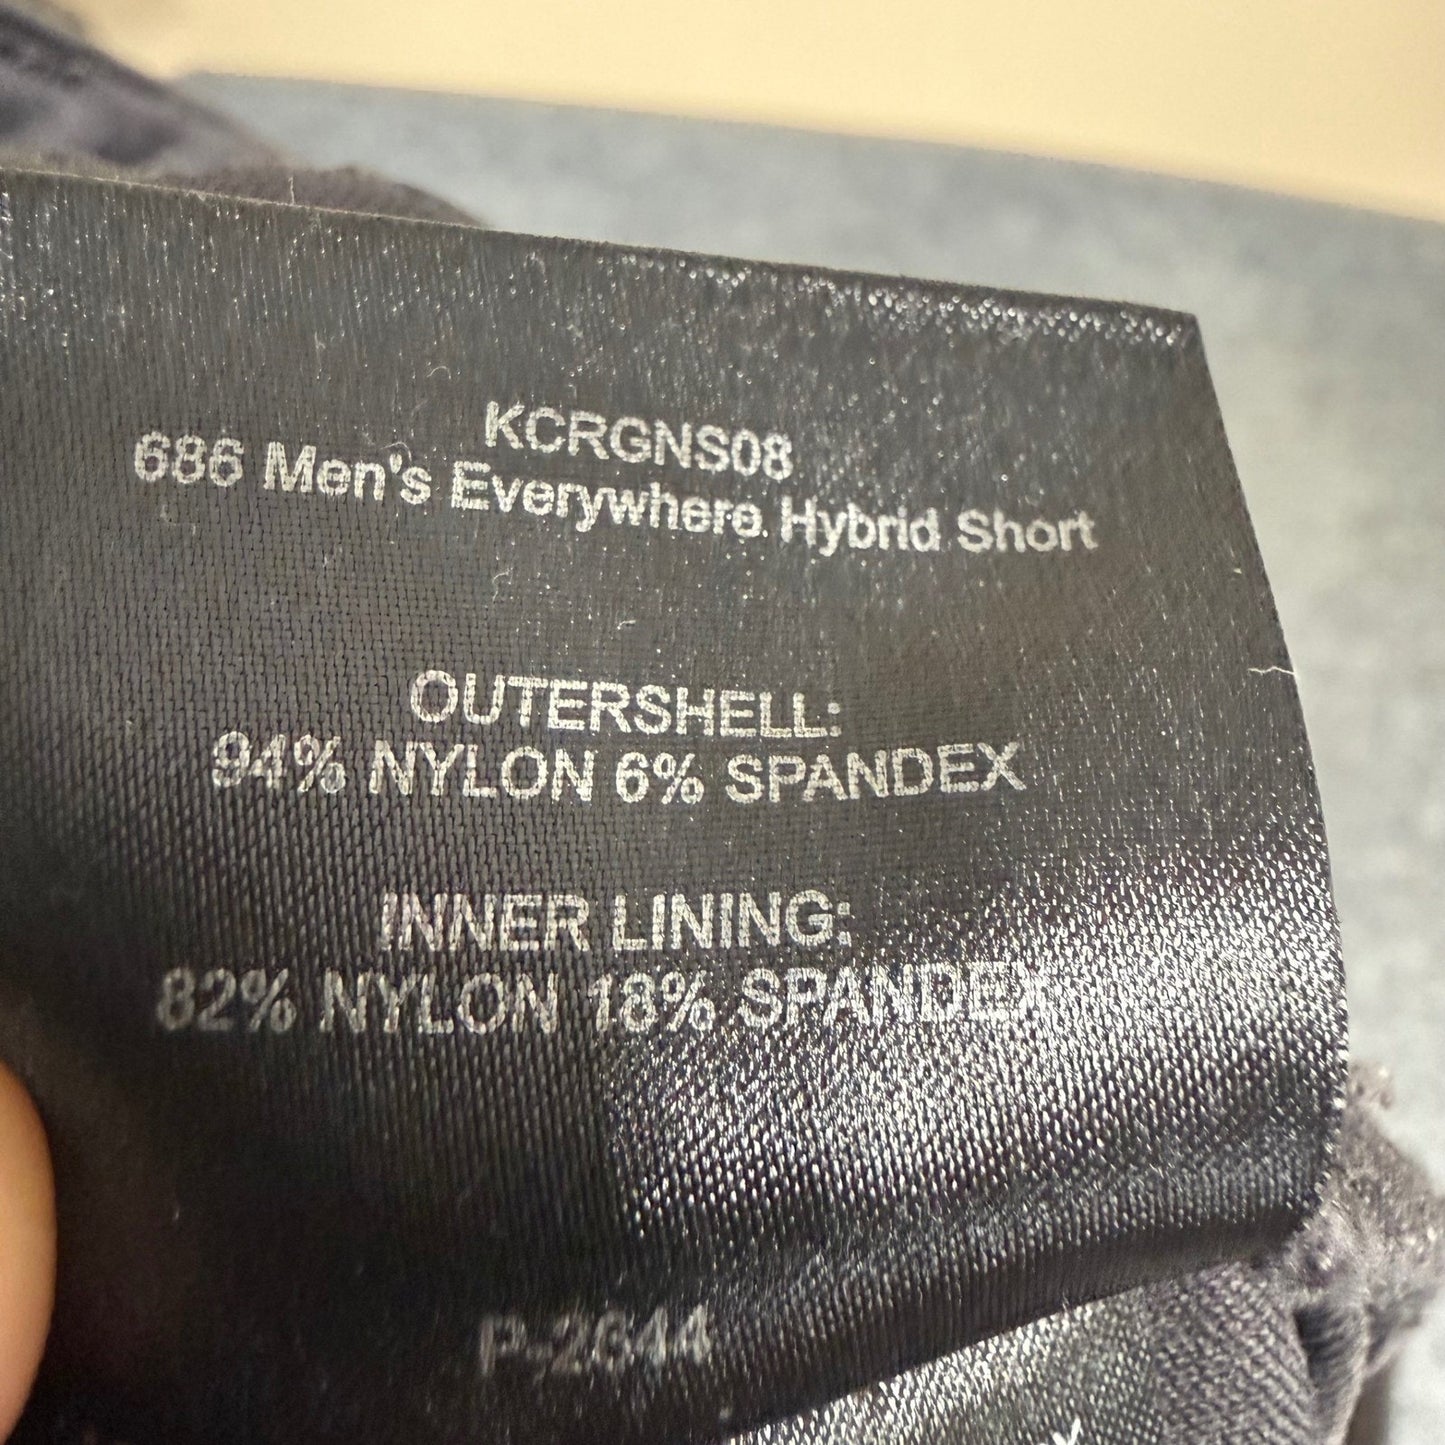 KCRGNS08
686 Men's Everywhere Hybrid Short
OUTERSHELL:
94% NYLON 6% SPANDEX
INNER LINING:
82% NYLON 18% SPANDEX
P-2644